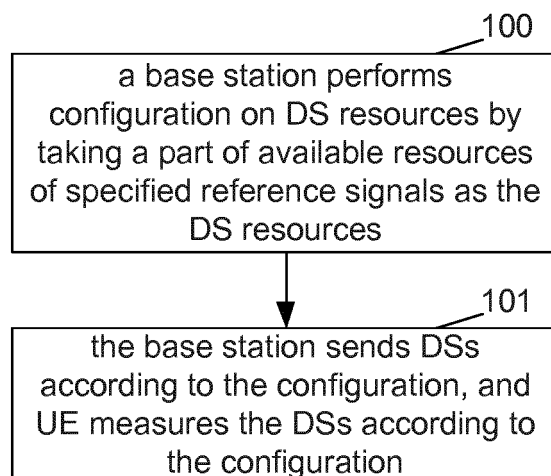 100
a base station performs
configuration on DS resources by
taking a part of available resources
of specified reference signals as the
DS resources
101
the base station sends DSs
according to the configuration, and
UE measures the DSs according to
the configuration